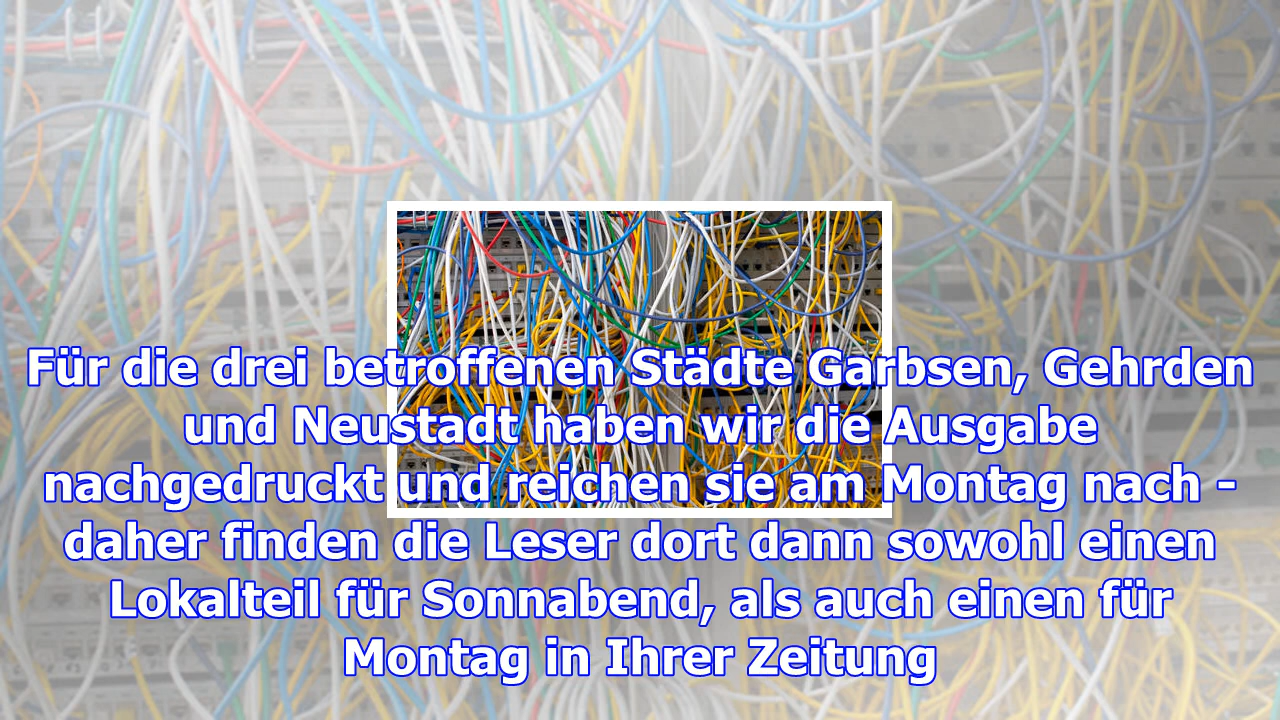 Für die drei betroffenen Städte Garbsen, Gehrden
und Neustadt haben wir die Ausgabe
nachgedruckt und reichen sie am Montag nach -
daher finden die Leser dort dann sowohl einen
Lokalteil für Sonnabend, als auch einen für
Montag in Ihrer Zeitung